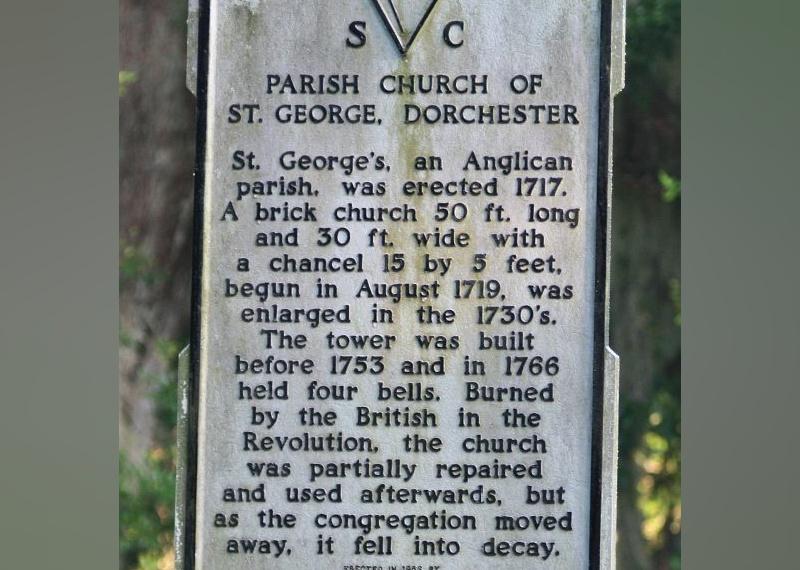 S C
PARISH CHURCH OF
ST. GEORGE, DORCHESTER
St. George's, an Anglican
parish, was erected 1717.
A brick church 50 ft. long
and 30 ft. wide with
a chancel 15 by 5 feet,
begun in August 1719, was
enlarged in the 1730's.
The tower was built
before 1753 and in 1766
held four bells. Burned
by the British in the
Revolution, the church
was partially repaired
and used afterwards, but
as the congregation moved
away, it fell into decay.
ERECTED IN BY